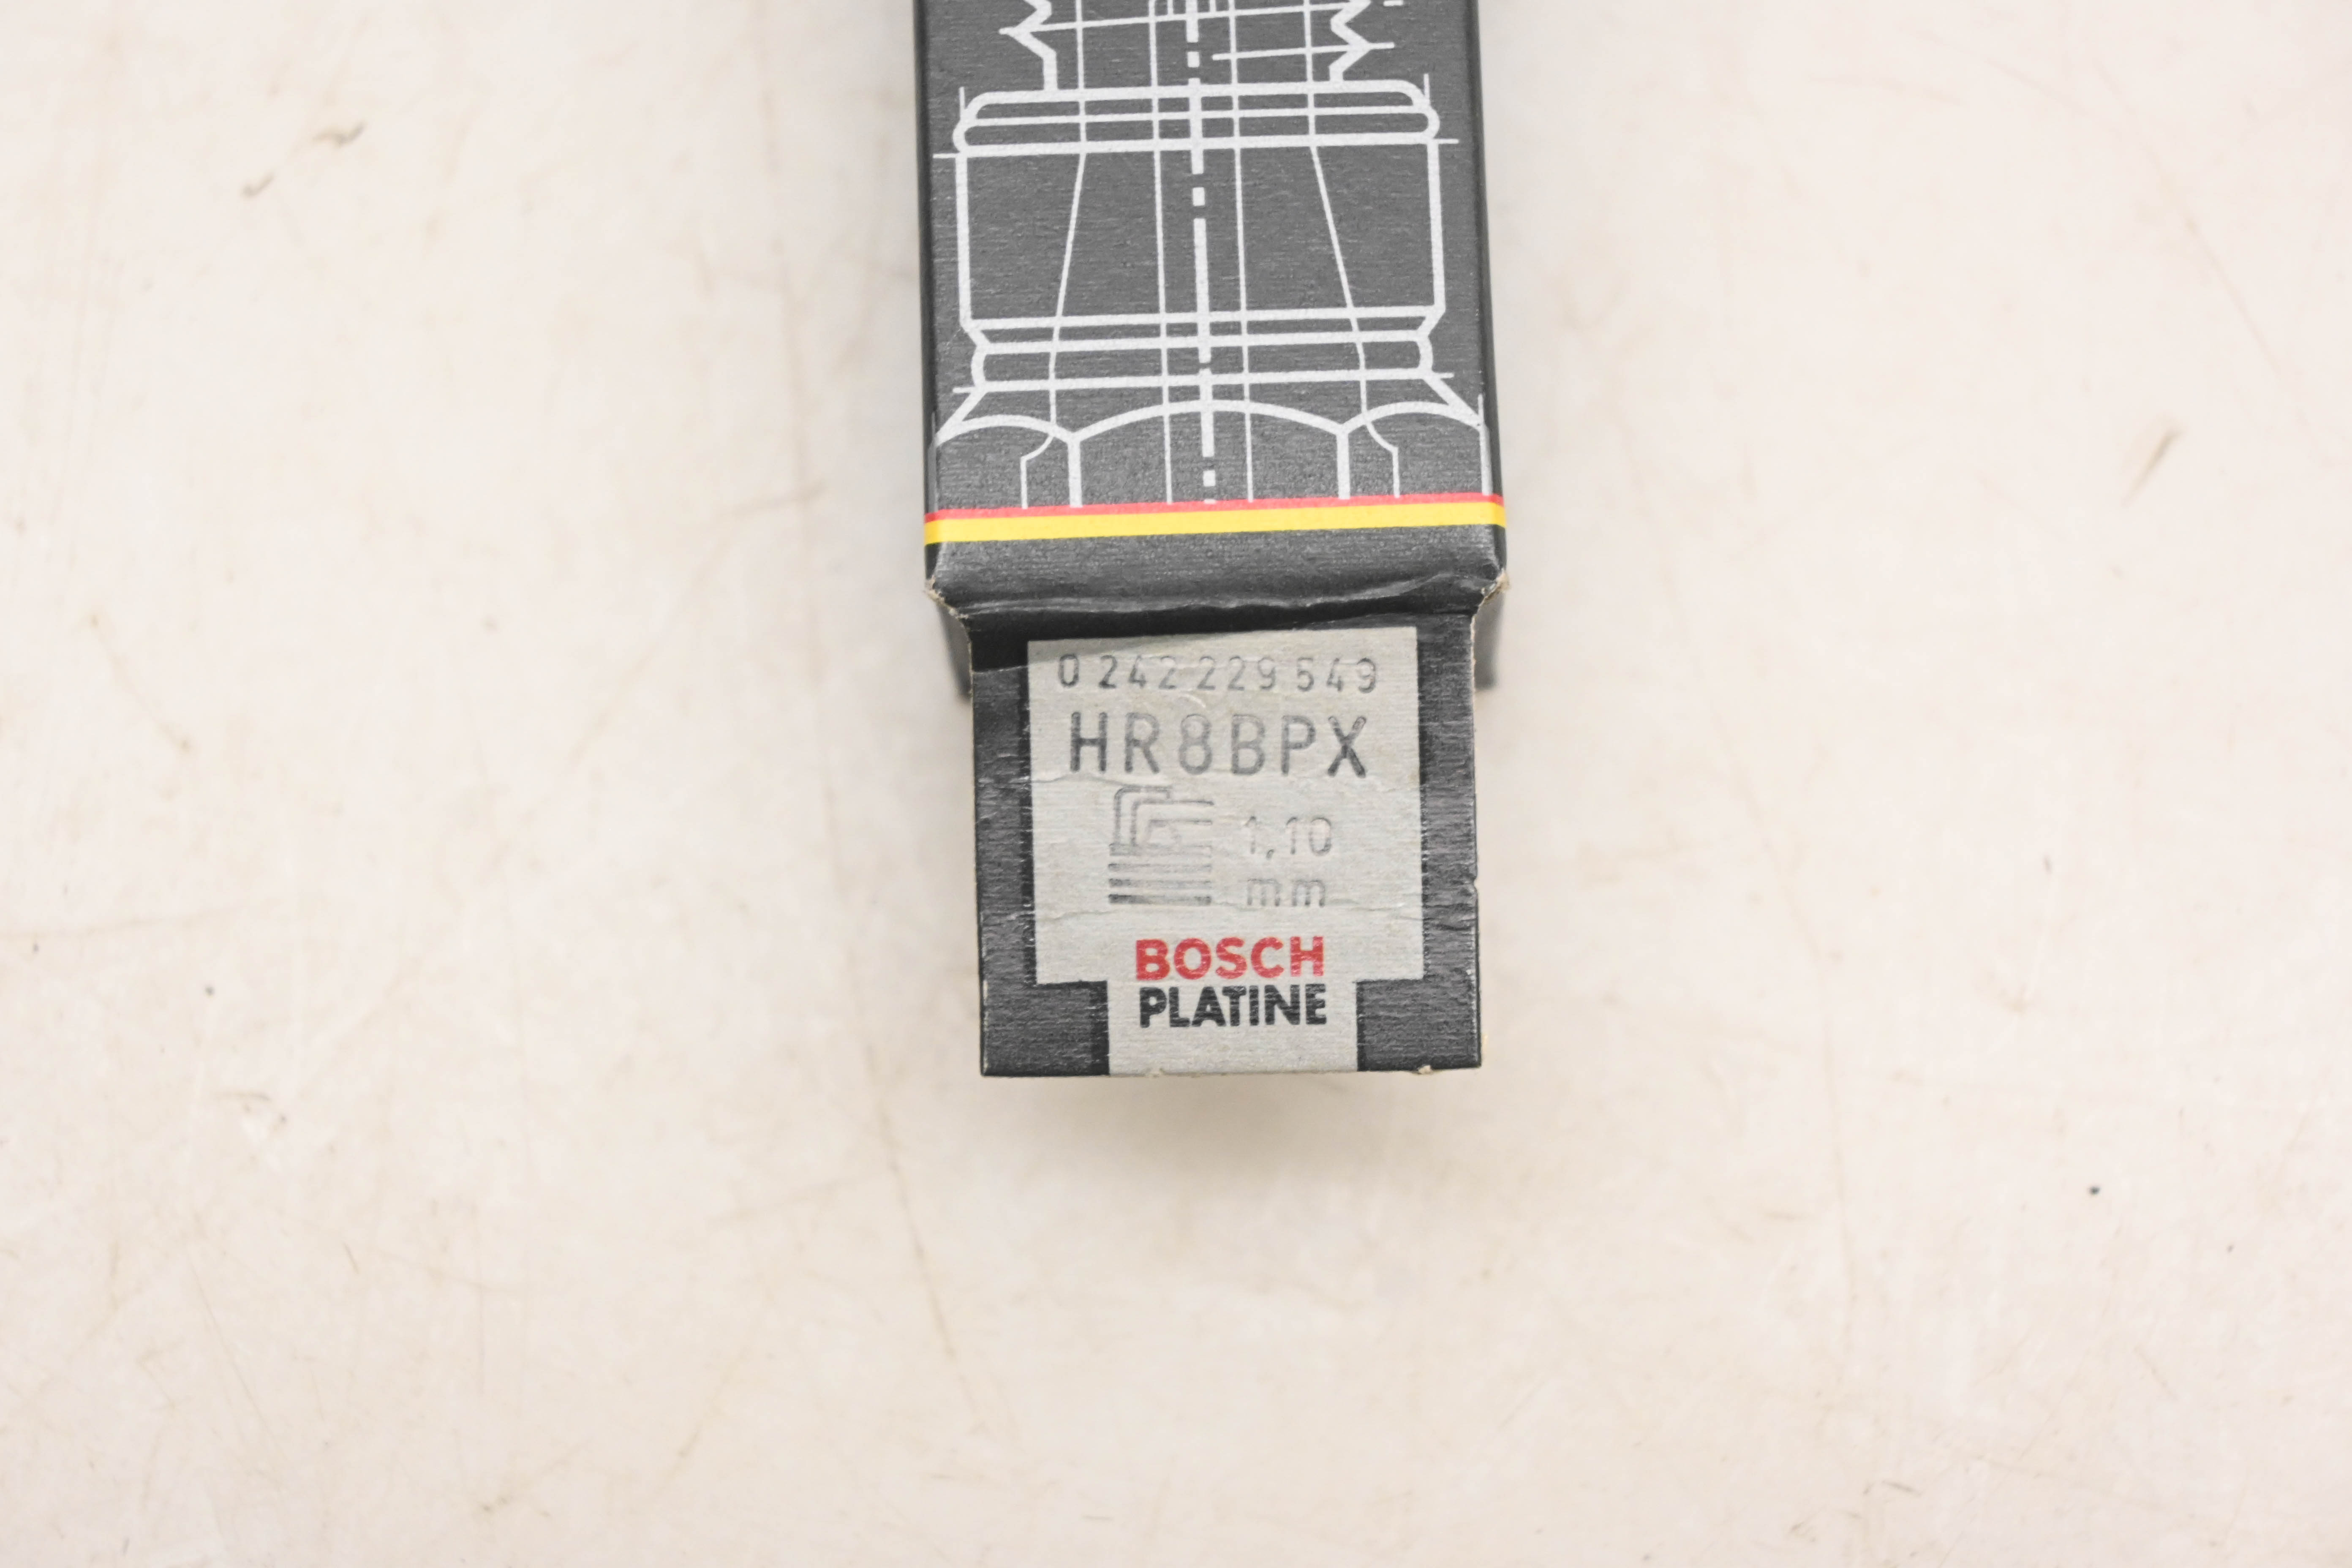 0 242 229 549
HR8BPX
1,10
mm
BOSCH
PLATINE